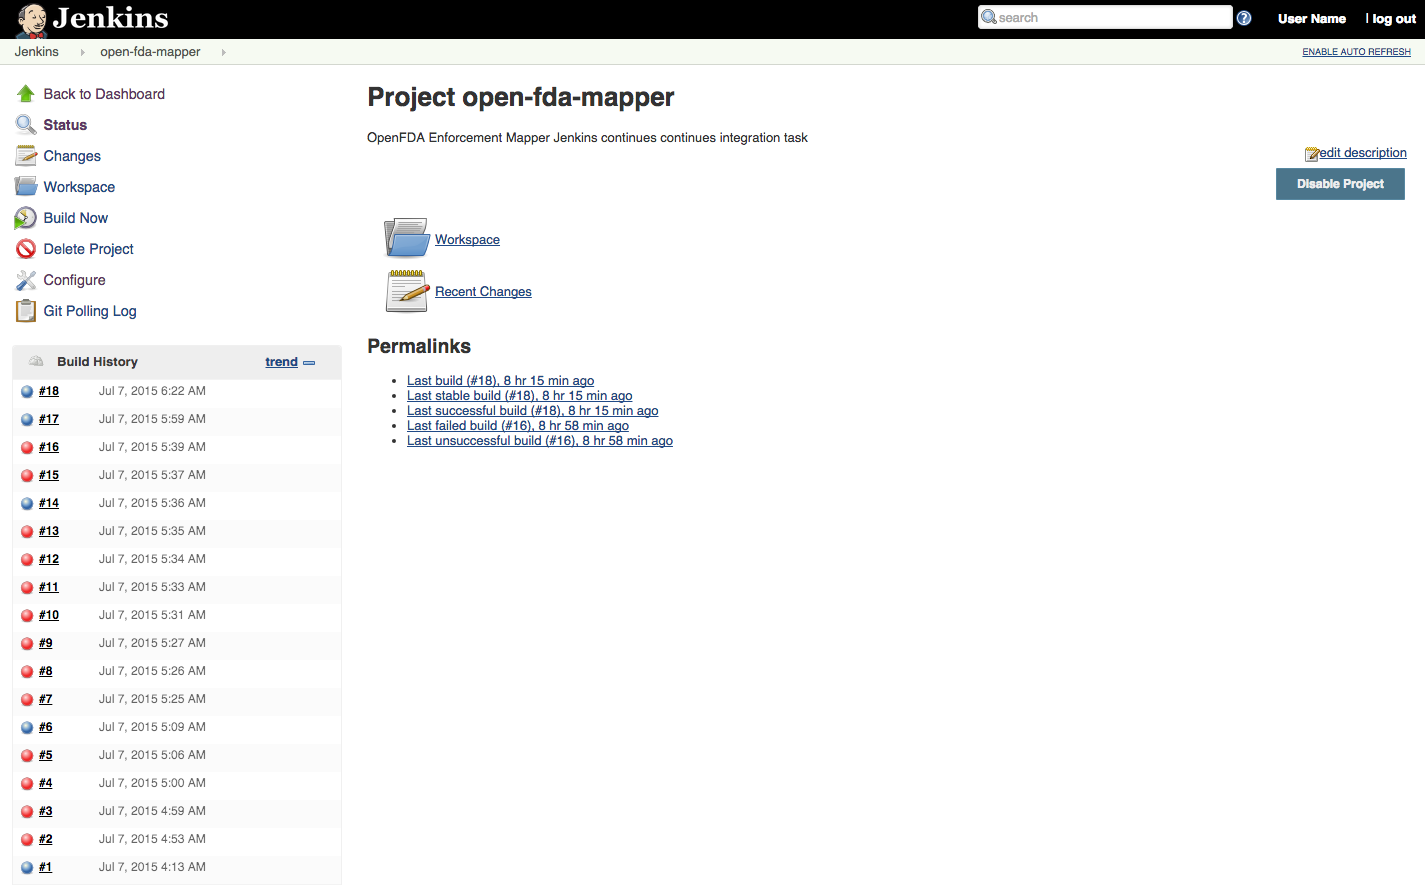 Jenkins
search
User Name
| log out
Jenkins
open-fda-mapper
ENABLE AUTO REFRESH
Back to Dashboard
Status
Changes
Workspace
Build Now
Delete Project
Configure
Git Polling Log
Build History
trend
#18 Jul 7, 2015 6:22 AM
#17 Jul 7, 2015 5:59 AM
#16 Jul 7, 2015 5:39 AM
#15 Jul 7, 2015 5:37 AM
#14 Jul 7, 2015 5:36 AM
#13 Jul 7, 2015 5:35 AM
#12 Jul 7, 2015 5:34 AM
#11 Jul 7, 2015 5:33 AM
#10 Jul 7, 2015 5:31 AM
#9 Jul 7, 2015 5:27 AM
#8 Jul 7, 2015 5:26 AM
#7 Jul 7, 2015 5:25 AM
#6 Jul 7, 2015 5:09 AM
#5 Jul 7, 2015 5:06 AM
#4 Jul 7, 2015 5:00 AM
#3 Jul 7, 2015 4:59 AM
#2 Jul 7, 2015 4:53 AM
#1 Jul 7, 2015 4:13 AM
Project open-fda-mapper
OpenFDA Enforcement Mapper Jenkins continues continues integration task
edit description
Disable Project
Workspace
Recent Changes
Permalinks
• Last build (#18), 8 hr 15 min ago
• Last stable build (#18), 8 hr 15 min ago
• Last successful build (#18), 8 hr 15 min ago
• Last failed build (#16), 8 hr 58 min ago
• Last unsuccessful build (#16), 8 hr 58 min ago